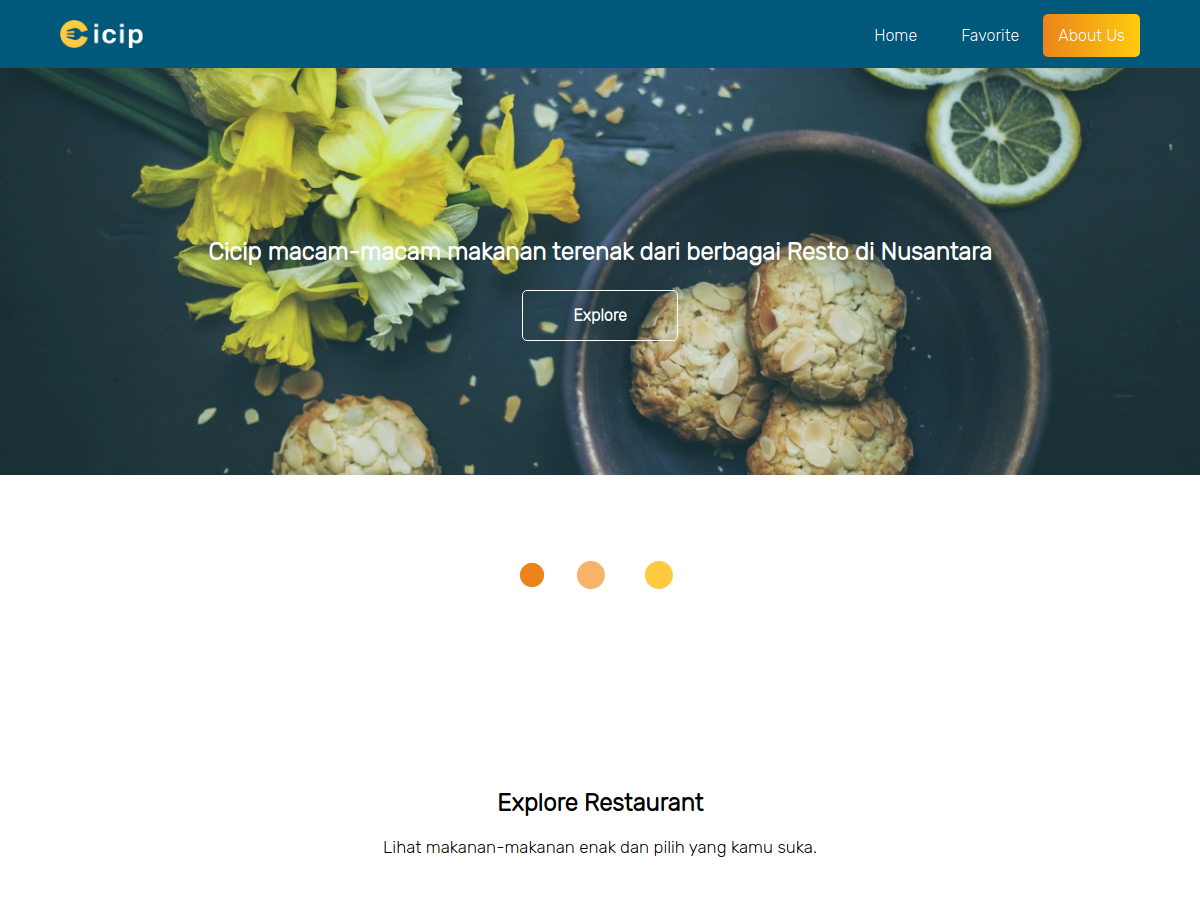 Cicip
Home
Favorite
About Us
Cicip macam-macam makanan terenak dari berbagai Resto di Nusantara
Explore
Explore Restaurant
Lihat makanan-makanan enak dan pilih yang kamu suka.